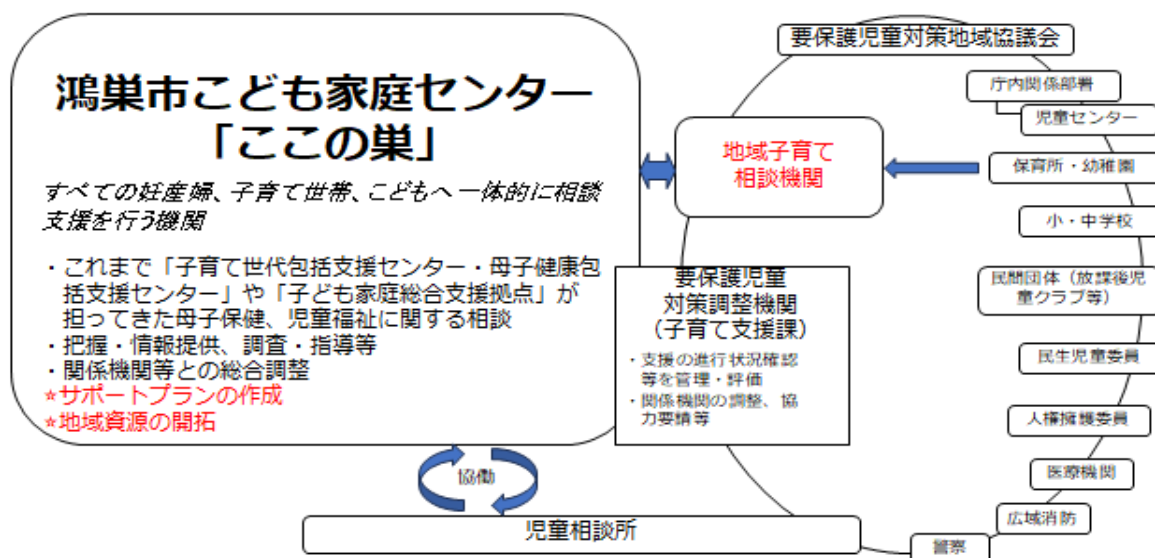 鴻巣市こども家庭センター
「ここの巣」
すべての妊産婦、子育て世帯、こどもへ一体的に相談
支援を行う機関
・これまで「子育て世代包括支援センター・母子健康包
括支援センター」や「子ども家庭総合支援拠点」が
担ってきた母子保健、児童福祉に関する相談
・把握・情報提供、調査・指導等
・関係機関等との総合調整
*サポートプランの作成
*地域資源の開拓
協働
児童相談所
地域子育て
相談機関
要保護児童
対策調整機関
（子育て支援課）
・支援の進行状況確認
等を管理・評価
・関係機関の調整、協
力要請等
要保護児童対策地域協議会
庁内関係部署
児童センター
保育所・幼稚園
小・中学校
民間団体（放課後児
童クラブ等）
民生児童委員
人権擁護委員
医療機関
広域消防
警察